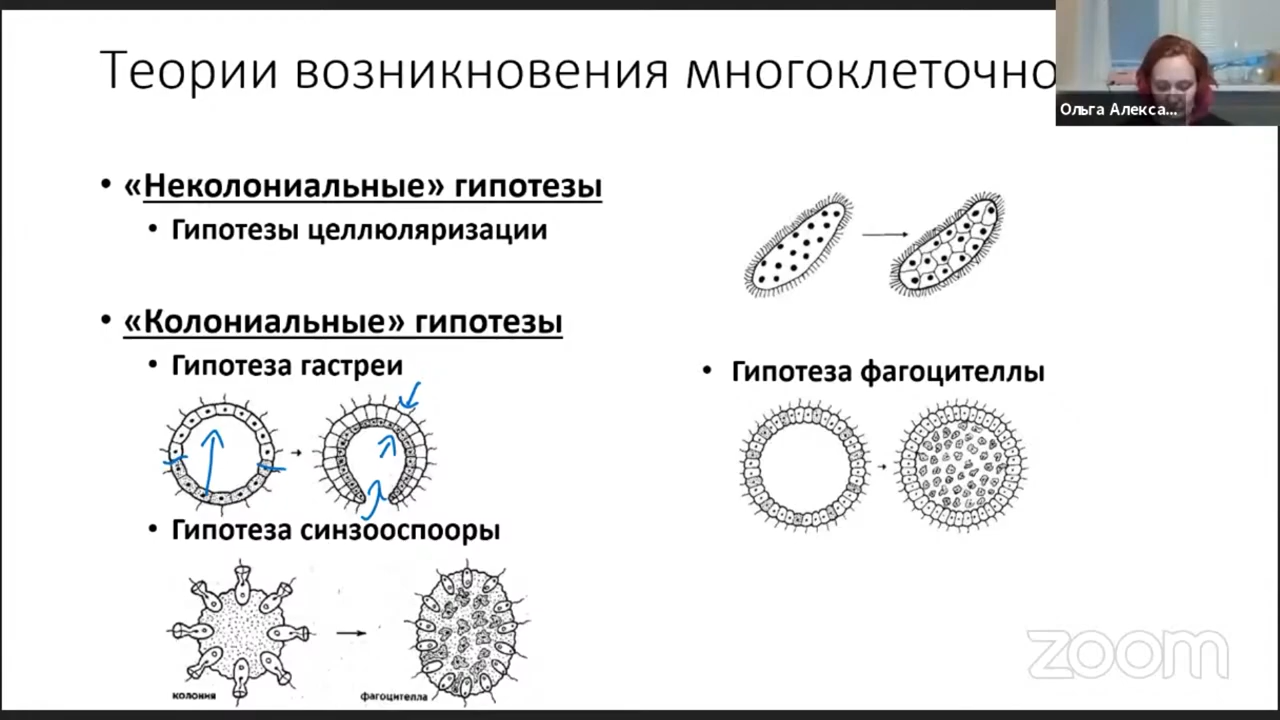 Теории возникновения многоклеточно
Ольга Алекса...
• «Неколониальные» гипотезы
• Гипотезы целлюляризации
• «Колониальные» гипотезы
• Гипотеза гастреи
• Гипотеза фагоцителлы
• Гипотеза синзооспооры
колония
фагоцителла
zoom